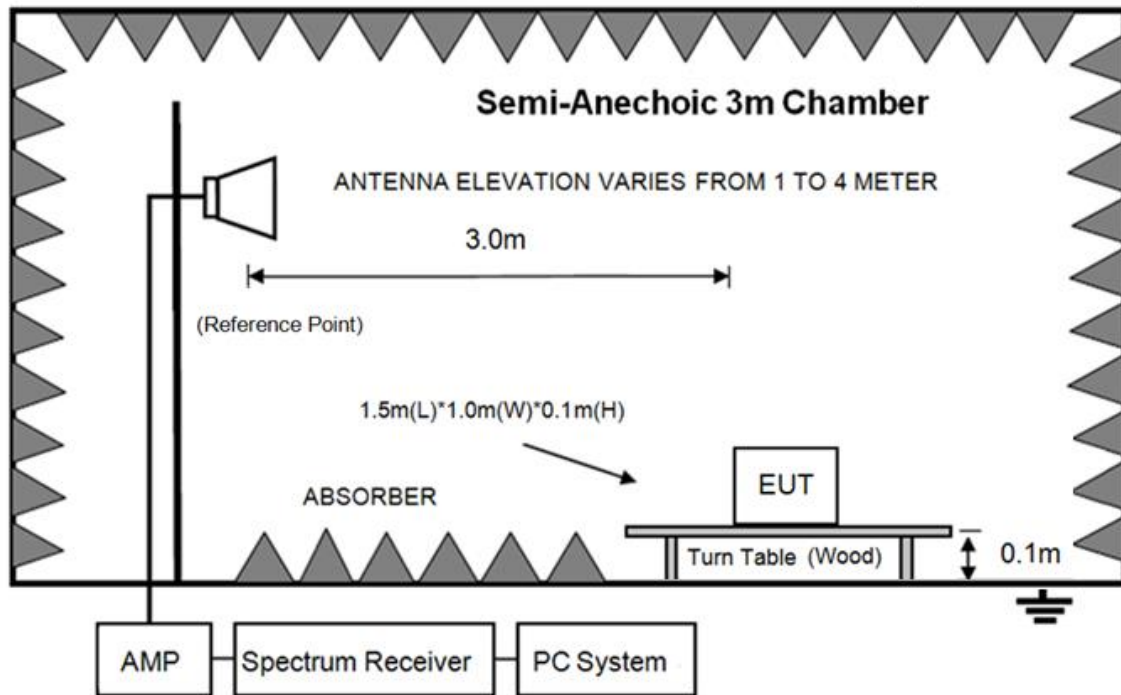 Semi-Anechoic 3m Chamber
ANTENNA ELEVATION VARIES FROM 1 TO 4 METER
3.0m
(Reference Point)
1.5m(L)*1.0m(W)*0.1m(H)
ABSORBER
EUT
Turn Table (Wood)
0.1m
AMP
Spectrum Receiver
PC System